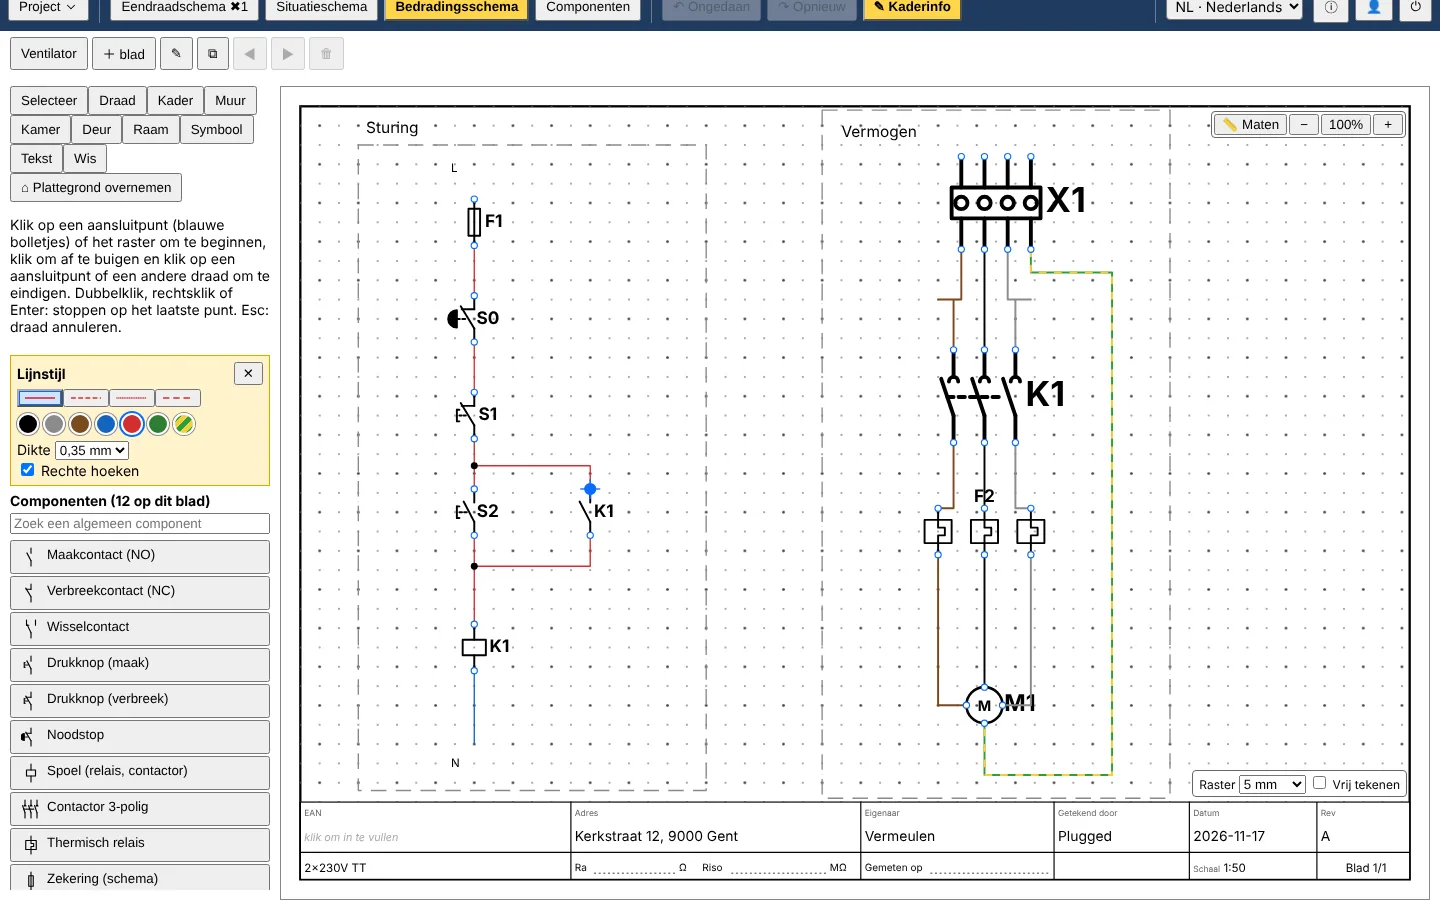 Project
Eendraadschema ✖1
Situatieschema
Bedradingsschema
Componenten
↶ Ongedaan
↷ Opnieuw
✎ Kaderinfo
NL · Nederlands
Ventilator
+ blad
Selecteer
Draad
Kader
Muur
Kamer
Deur
Raam
Symbool
Tekst
Wis
⌂ Plattegrond overnemen
Klik op een aansluitpunt (blauwe
bolletjes) of het raster om te beginnen,
klik om af te buigen en klik op een
aansluitpunt of een andere draad om te
eindigen. Dubbelklik, rechtsklik of
Enter: stoppen op het laatste punt. Esc:
draad annuleren.
Lijnstijl
Dikte 0,35 mm
Rechte hoeken
Componenten (12 op dit blad)
Zoek een algemeen component
Maakcontact (NO)
Verbreekcontact (NC)
Wisselcontact
Drukknop (maak)
Drukknop (verbreek)
Noodstop
Spoel (relais, contactor)
Contactor 3-polig
Thermisch relais
Zekering (schema)
Sturing
L
F1
S0
S1
S2
K1
K1
N
Vermogen
X1
K1
F2
M
M1
Maten
−
100%
+
Raster 5 mm
Vrij tekenen
EAN
klik om in te vullen
Adres
Kerkstraat 12, 9000 Gent
Eigenaar
Vermeulen
Getekend door
Plugged
Datum
2026-11-17
Rev
A
2×230V TT
Ra Ω Riso MΩ
Gemeten op
Schaal 1:50
Blad 1/1